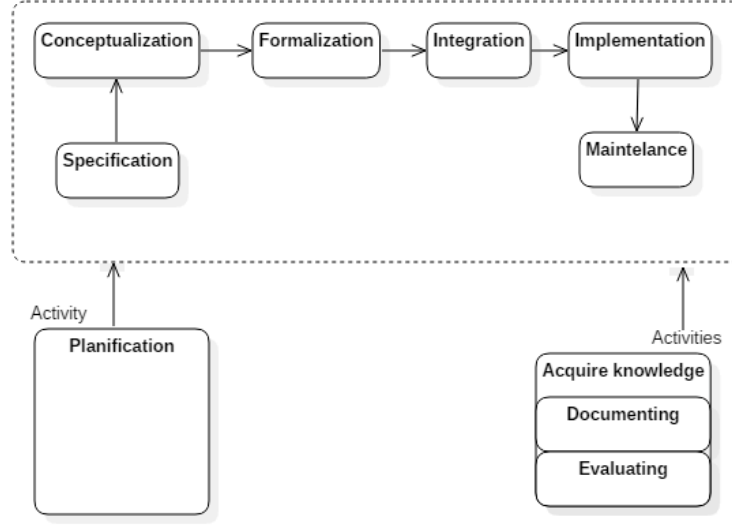 Conceptualization
Formalization
Integration
Implementation
Specification
Maintelance
Activity
Planification
Activities
Acquire knowledge
Documenting
Evaluating